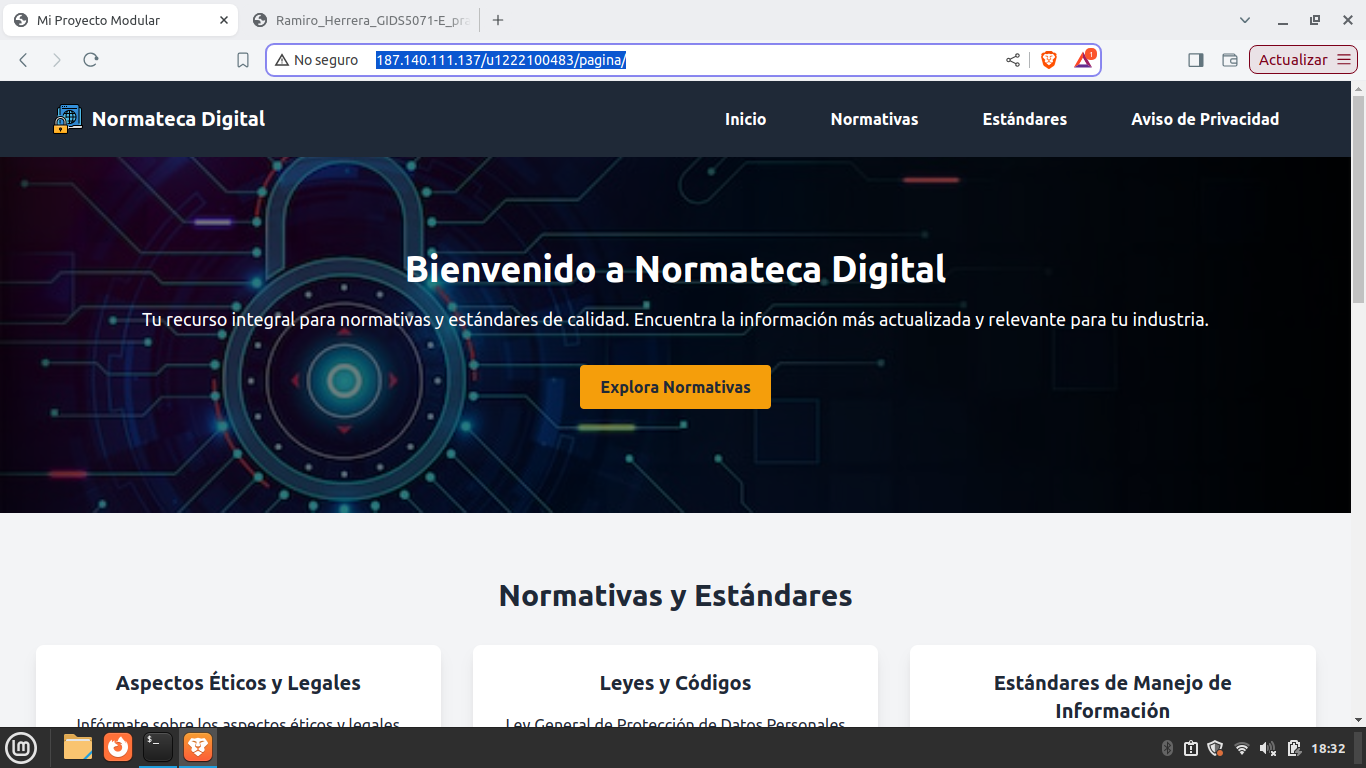 Mi Proyecto Modular
Ramiro_Herrera_GIDS5071-E_pra
No seguro 187.140.111.137/u1222100483/pagina/
1
Actualizar
Normateca Digital
Inicio Normativas Estándares Aviso de Privacidad
Bienvenido a Normateca Digital
Tu recurso integral para normativas y estándares de calidad. Encuentra la información más actualizada y relevante para tu industria.
Explora Normativas
Normativas y Estándares
Aspectos Éticos y Legales
Infórmate sobre los aspectos éticos y legales
Leyes y Códigos
Ley General de Protección de Datos Personales
Estándares de Manejo de
Información
18:32